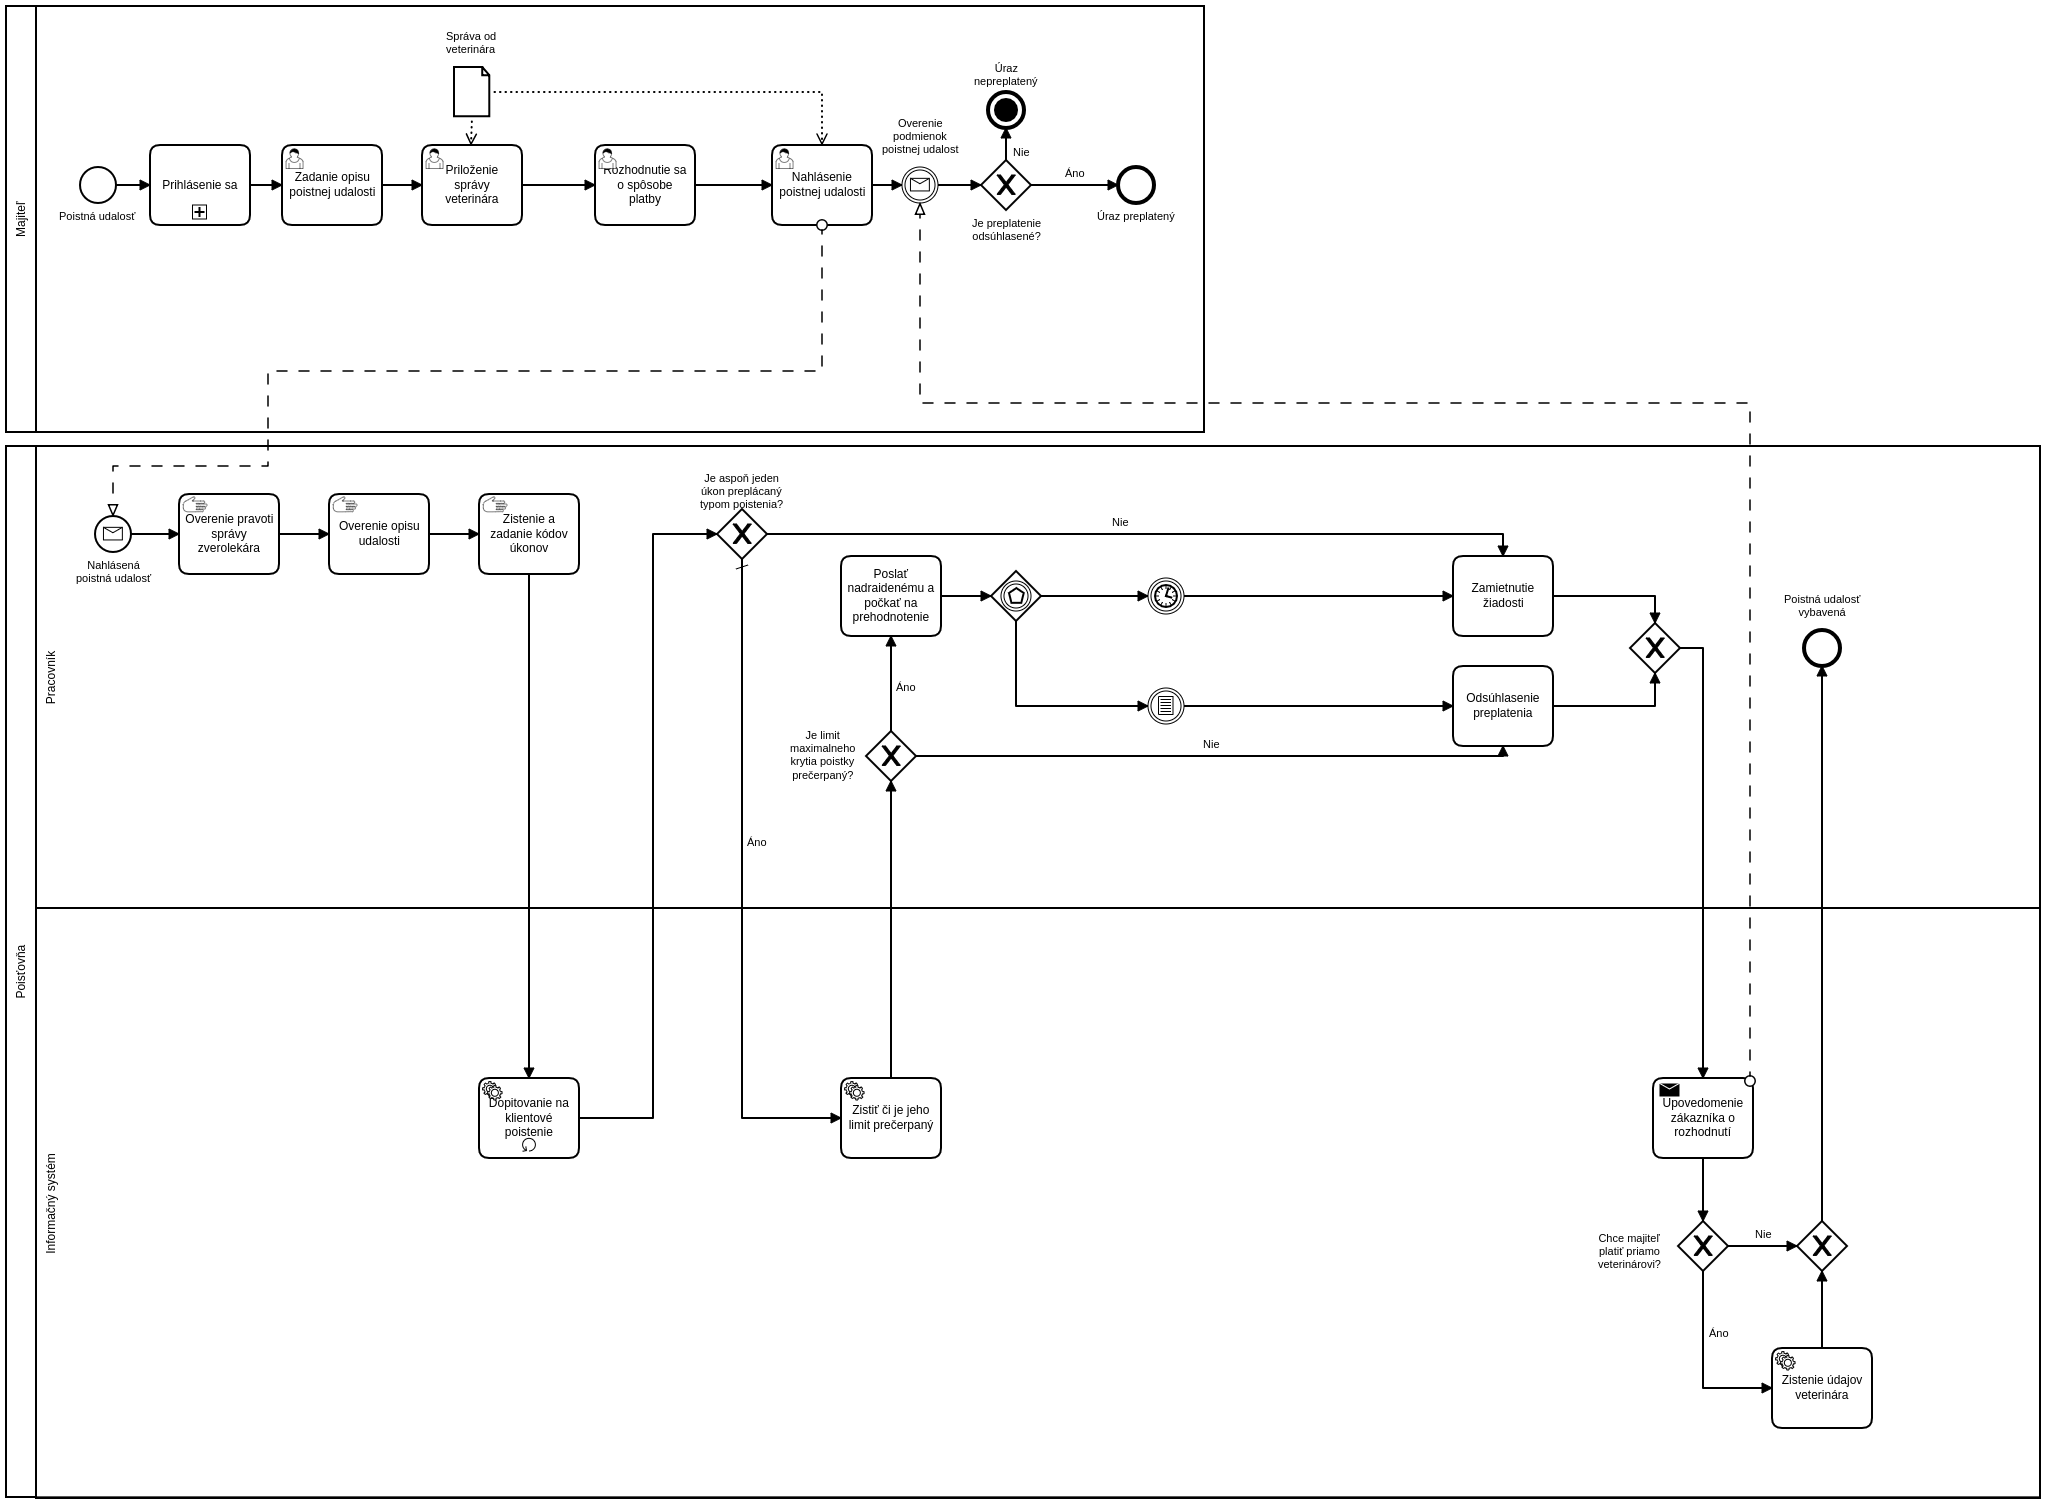 Majiteľ
Správa od
veterinára
Poistná udalosť
Prihlásenie sa
Zadanie opisu
poistnej udalosti
Priloženie
správy
veterinára
Rozhodnutie sa
o spôsobe
platby
Nahlásenie
poistnej udalosti
Overenie
podmienok
poistnej udalost
Úraz
nepreplatený
Nie
Áno
Je preplatenie
odsúhlasené?
Úraz preplatený
Poisťovňa
Pracovník
Nahlásená
poistná udalosť
Overenie pravoti
správy
zverolekára
Overenie opisu
udalosti
Zistenie a
zadanie kódov
úkonov
Je aspoň jeden
úkon preplácaný
typom poistenia?
Nie
Áno
Poslať
nadraidenému a
počkať na
prehodnotenie
Áno
Je limit
maximalneho
krytia poistky
prečerpaný?
Nie
Zamietnutie
žiadosti
Odsúhlasenie
preplatenia
Poistná udalosť
vybavená
Informačný systém
Dopitovanie na
klientové
poistenie
Zistiť či je jeho
limit prečerpaný
Upovedomenie
zákazníka o
rozhodnutí
Chce majiteľ
platiť priamo
veterinárovi?
Nie
Áno
Zistenie údajov
veterinára